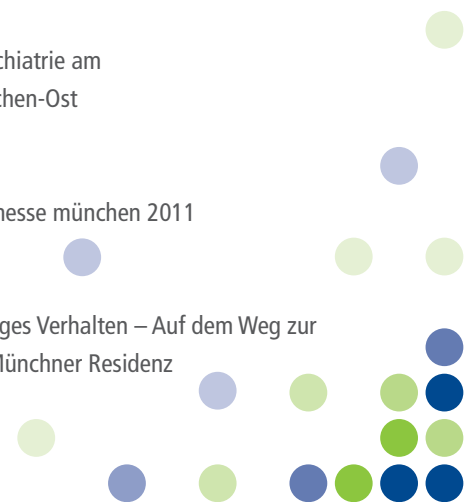 chiatrie am
chen-Ost
nesse münchen 2011
ges Verhalten – Auf dem Weg zur
Münchner Residenz